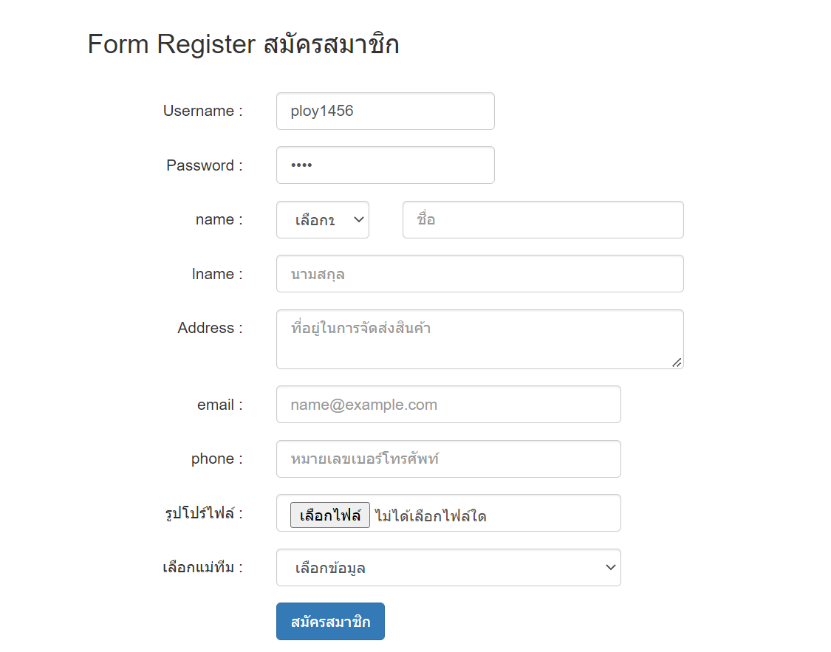 Form Register สมัครสมาชิก
Username : ploy1456
Password : ••••
name : เลือก ชื่อ
lname : นามสกุล
Address : ที่อยู่ในการจัดส่งสินค้า
email : name@example.com
phone : หมายเลขเบอร์โทรศัพท์
รูปโปร์ไฟล์ : เลือกไฟล์ ไม่ได้เลือกไฟล์ใด
เลือกแม่ทีม : เลือกข้อมูล
สมัครสมาชิก